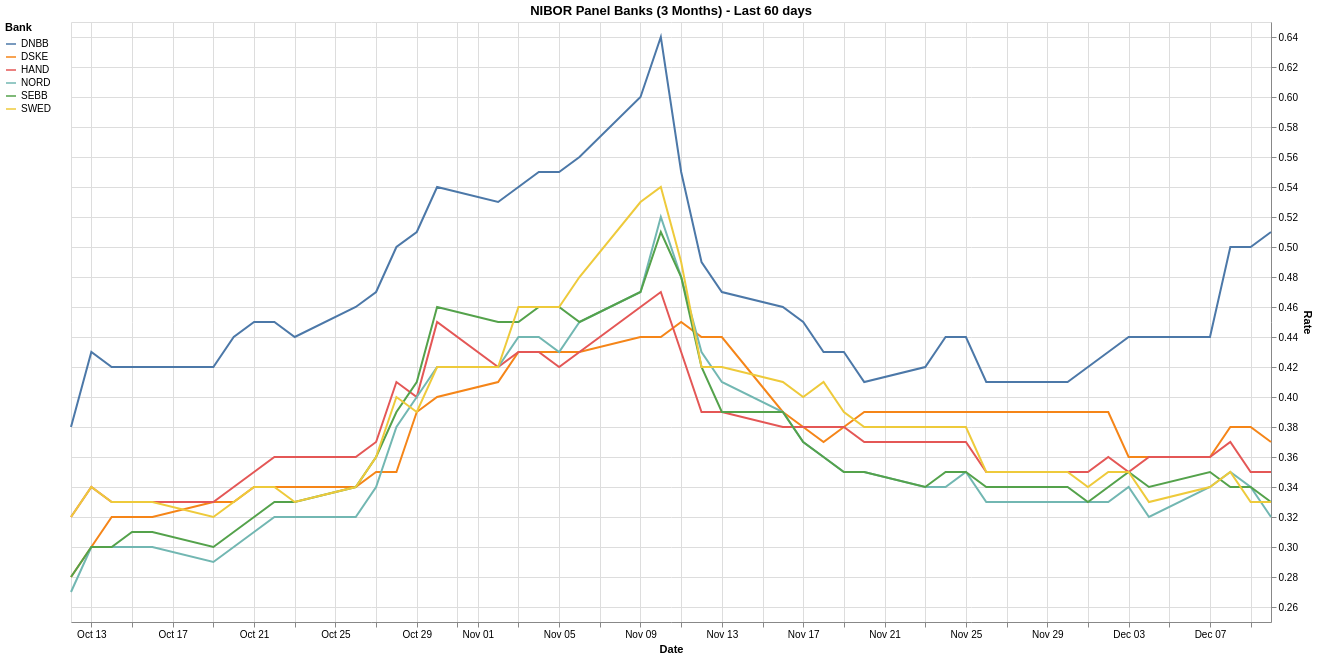 NIBOR Panel Banks (3 Months) - Last 60 days
Bank
DNBB
DSKE
HAND
NORD
SEBB
SWED
0.64
0.62
0.60
0.58
0.56
0.54
0.52
0.50
0.48
0.46
0.44
0.42
0.40
0.38
0.36
0.34
0.32
0.30
0.28
0.26
Rate
Oct 13 Oct 17 Oct 21 Oct 25 Oct 29 Nov 01 Nov 05 Nov 09 Nov 13 Nov 17 Nov 21 Nov 25 Nov 29 Dec 03 Dec 07
Date